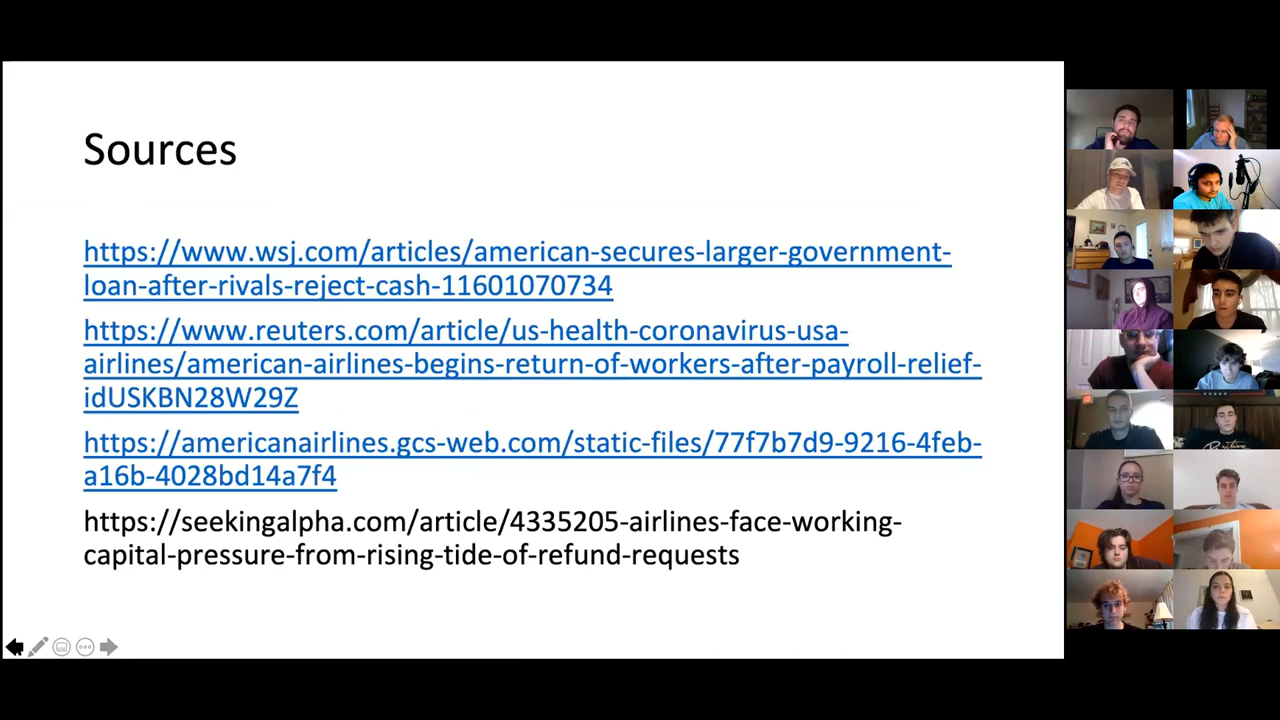 Sources
https://www.wsj.com/articles/american-secures-larger-government-
loan-after-rivals-reject-cash-11601070734
https://www.reuters.com/article/us-health-coronavirus-usa-
airlines/american-airlines-begins-return-of-workers-after-payroll-relief-
idUSKBN28W29Z
https://americanairlines.gcs-web.com/static-files/77f7b7d9-9216-4feb-
a16b-4028bd14a7f4
https://seekingalpha.com/article/4335205-airlines-face-working-
capital-pressure-from-rising-tide-of-refund-requests